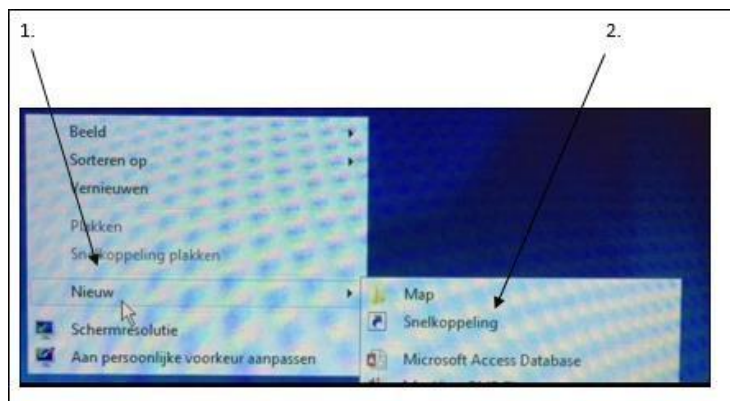 1.
2.
Beeld
Sorteren op
Vernieuwen
Plakken
Snelkoppeling plakken
Nieuw
Map
Snelkoppeling
Schermresolutie
Aan persoonlijke voorkeur aanpassen
Microsoft Access Database